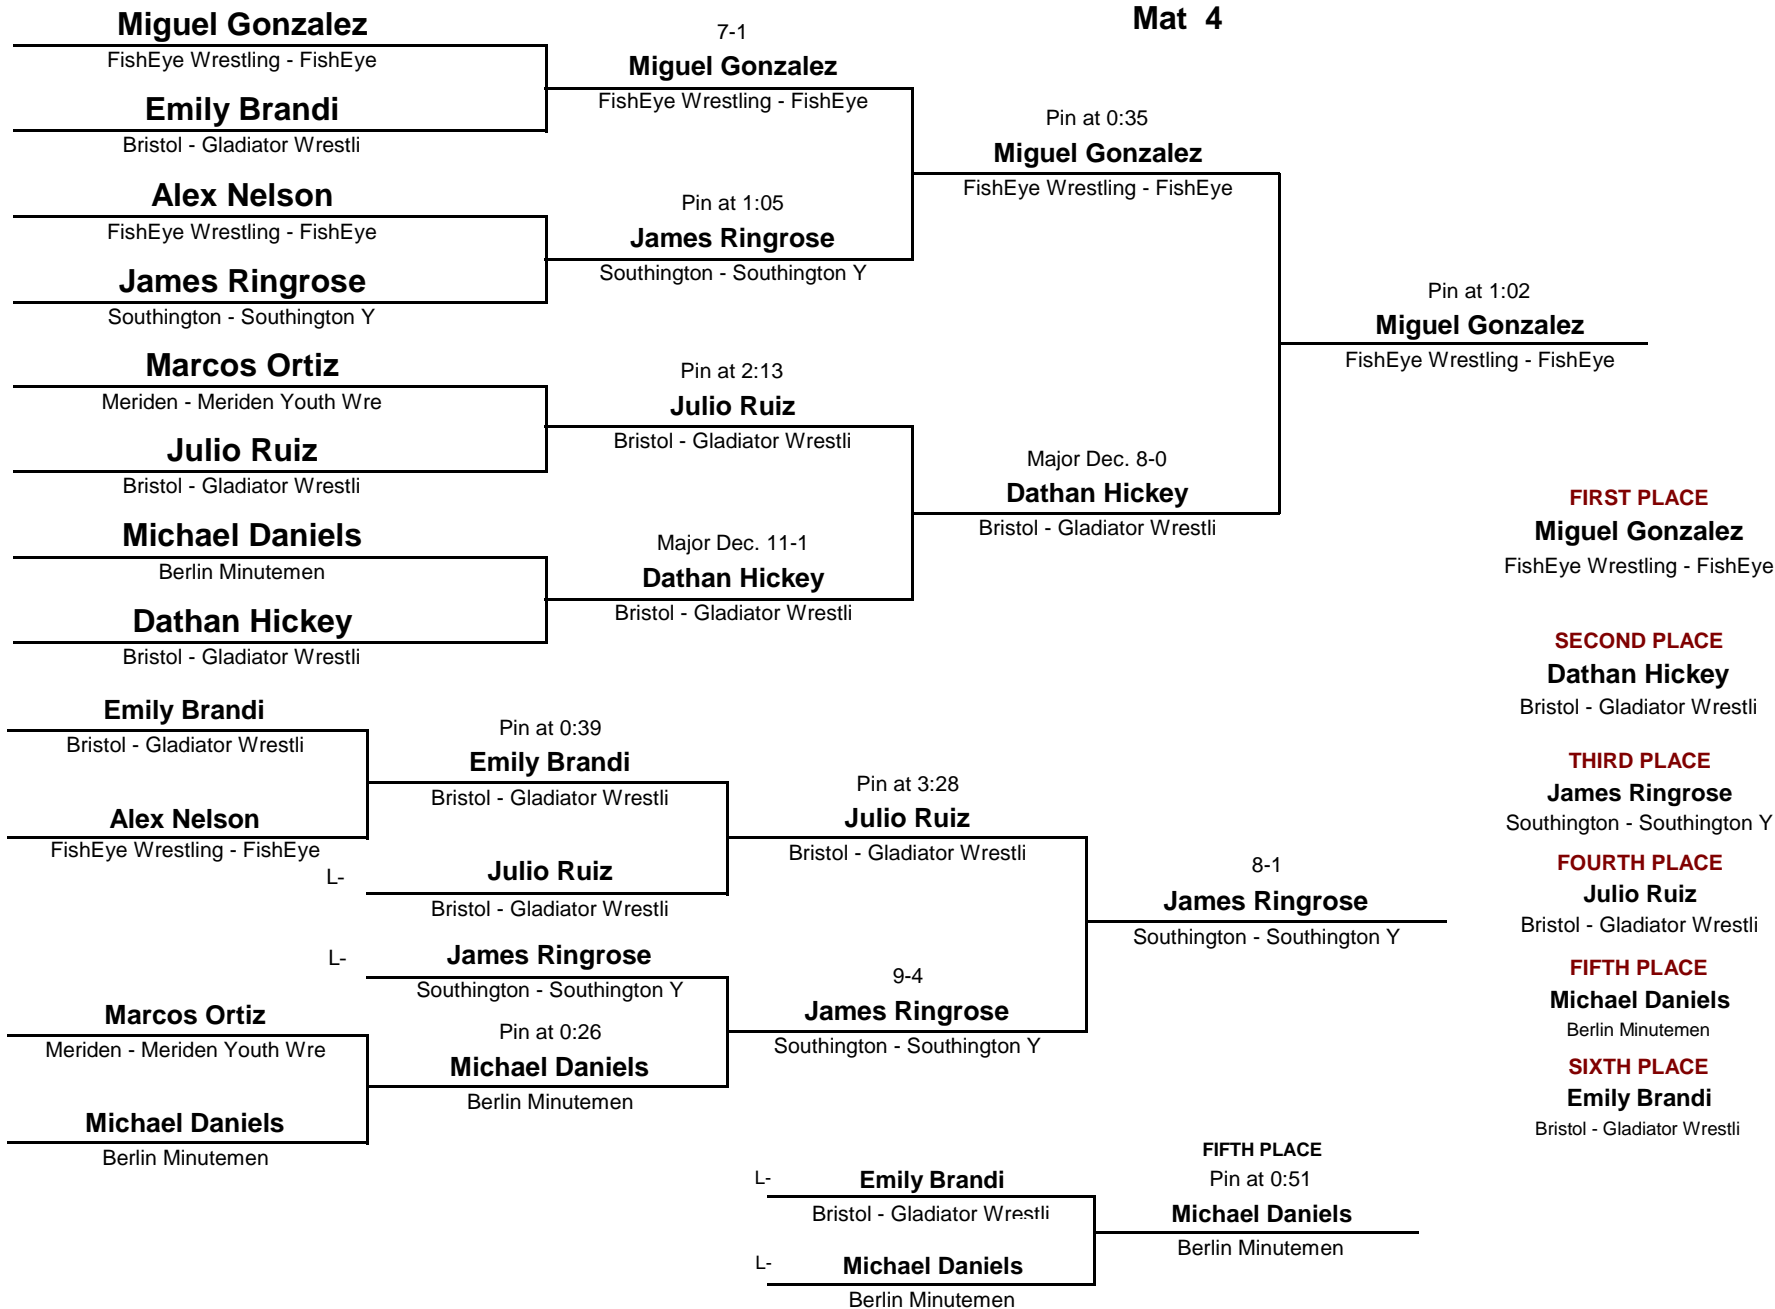 Mat  4
Miguel Gonzalez
FishEye Wrestling - FishEye
Emily Brandi
Bristol - Gladiator Wrestli
Alex Nelson
FishEye Wrestling - FishEye
James Ringrose
Southington - Southington Y
Marcos Ortiz
Meriden - Meriden Youth Wre
Julio Ruiz
Bristol - Gladiator Wrestli
Michael Daniels
Berlin Minutemen
Dathan Hickey
Bristol - Gladiator Wrestli
7-1
Miguel Gonzalez
FishEye Wrestling - FishEye
Pin at 1:05
James Ringrose
Southington - Southington Y
Pin at 2:13
Julio Ruiz
Bristol - Gladiator Wrestli
Major Dec. 11-1
Dathan Hickey
Bristol - Gladiator Wrestli
Pin at 0:35
Miguel Gonzalez
FishEye Wrestling - FishEye
Major Dec. 8-0
Dathan Hickey
Bristol - Gladiator Wrestli
Pin at 1:02
Miguel Gonzalez
FishEye Wrestling - FishEye
Emily Brandi
Bristol - Gladiator Wrestli
Alex Nelson
FishEye Wrestling - FishEye
Marcos Ortiz
Meriden - Meriden Youth Wre
Michael Daniels
Berlin Minutemen
Pin at 0:39
Emily Brandi
Bristol - Gladiator Wrestli
L-
Julio Ruiz
Bristol - Gladiator Wrestli
L-
James Ringrose
Southington - Southington Y
Pin at 0:26
Michael Daniels
Berlin Minutemen
Pin at 3:28
Julio Ruiz
Bristol - Gladiator Wrestli
9-4
James Ringrose
Southington - Southington Y
8-1
James Ringrose
Southington - Southington Y
L-
Emily Brandi
Bristol - Gladiator Wrestli
L-
Michael Daniels
Berlin Minutemen
FIFTH PLACE
Pin at 0:51
Michael Daniels
Berlin Minutemen
FIRST PLACE
Miguel Gonzalez
FishEye Wrestling - FishEye
SECOND PLACE
Dathan Hickey
Bristol - Gladiator Wrestli
THIRD PLACE
James Ringrose
Southington - Southington Y
FOURTH PLACE
Julio Ruiz
Bristol - Gladiator Wrestli
FIFTH PLACE
Michael Daniels
Berlin Minutemen
SIXTH PLACE
Emily Brandi
Bristol - Gladiator Wrestli